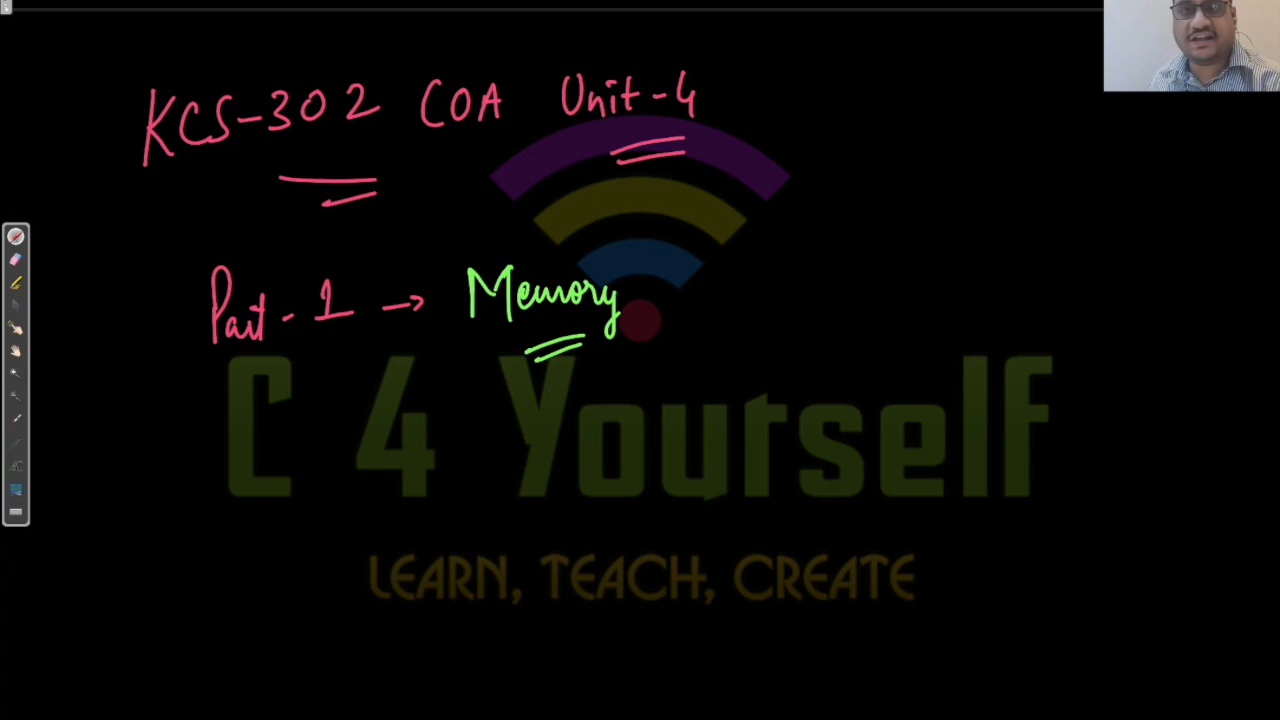 KCS-302 COA Unit-4
Part-1 → Memory
C 4 Yourself
LEARN, TEACH, CREATE